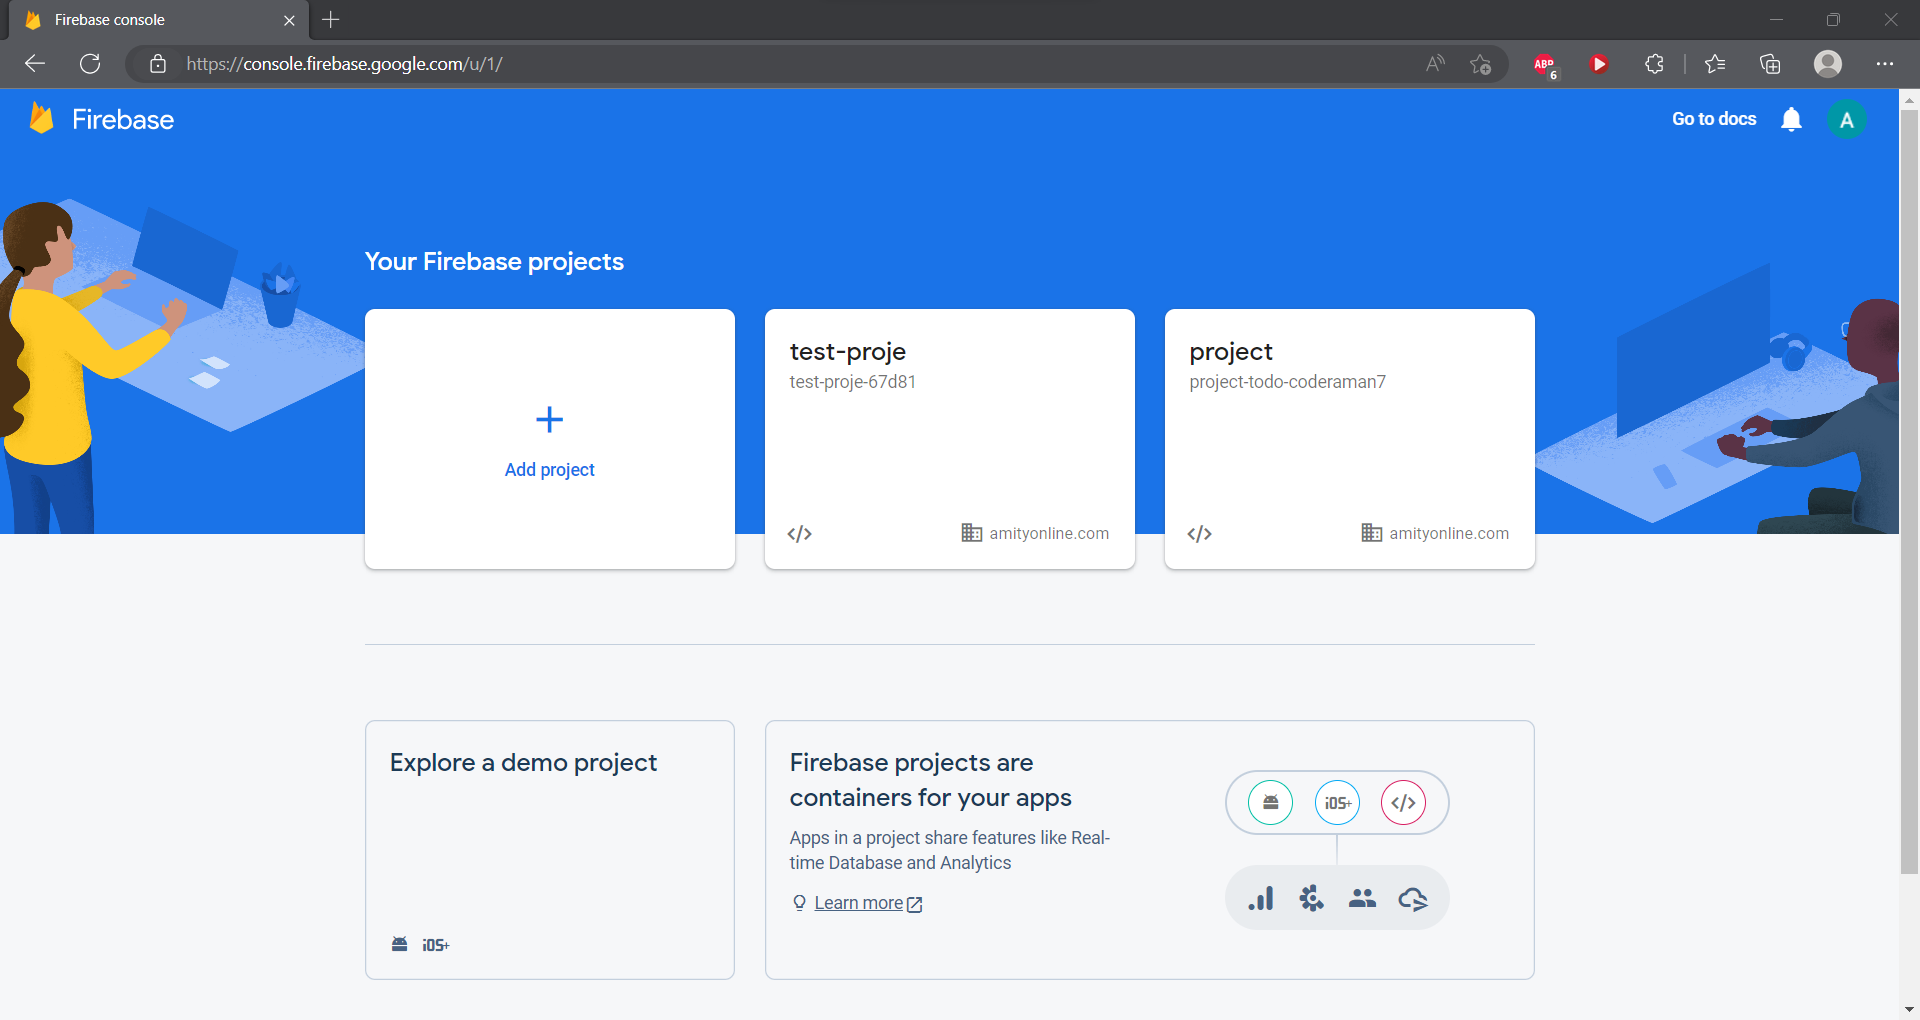 Firebase console
https://console.firebase.google.com/u/1/
ABP
6
Firebase
Go to docs
A
Your Firebase projects
Add project
test-proje
test-proje-67d81
amityonline.com
project
project-todo-coderaman7
amityonline.com
Explore a demo project
iOS+
Firebase projects are
containers for your apps
Apps in a project share features like Real-
time Database and Analytics
Learn more
iOS+